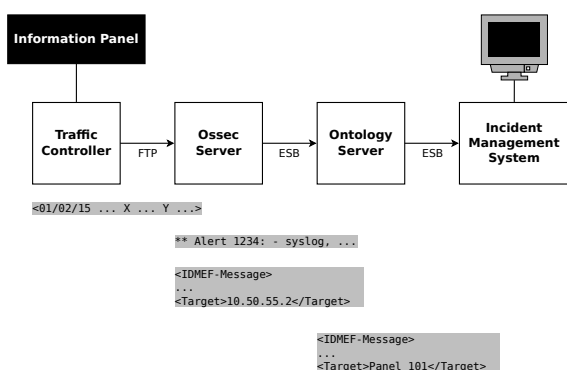 Information Panel
Traffic
Controller
FTP
Ossec
Server
ESB
Ontology
Server
ESB
Incident
Management
System
<01/02/15 ... X ... Y ...>
** Alert 1234: - syslog, ...
<IDMEF-Message>
...
<Target>10.50.55.2</Target>
<IDMEF-Message>
...
<Target>Panel 101</Target>